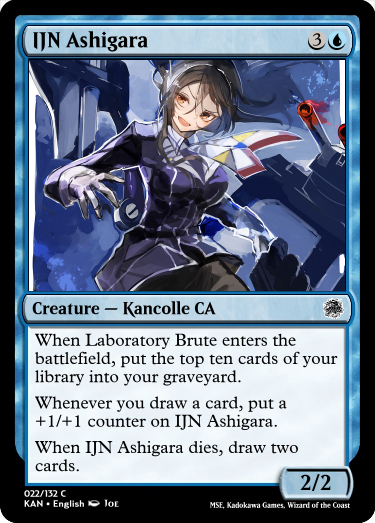 IJN Ashigara
3
Creature — Kancolle CA
When Laboratory Brute enters the
battlefield, put the top ten cards of your
library into your graveyard.
Whenever you draw a card, put a
+1/+1 counter on IJN Ashigara.
When IJN Ashigara dies, draw two
cards.
2/2
022/132 C
KAN • English JOE
MSE, Kadokawa Games, Wizard of the Coast